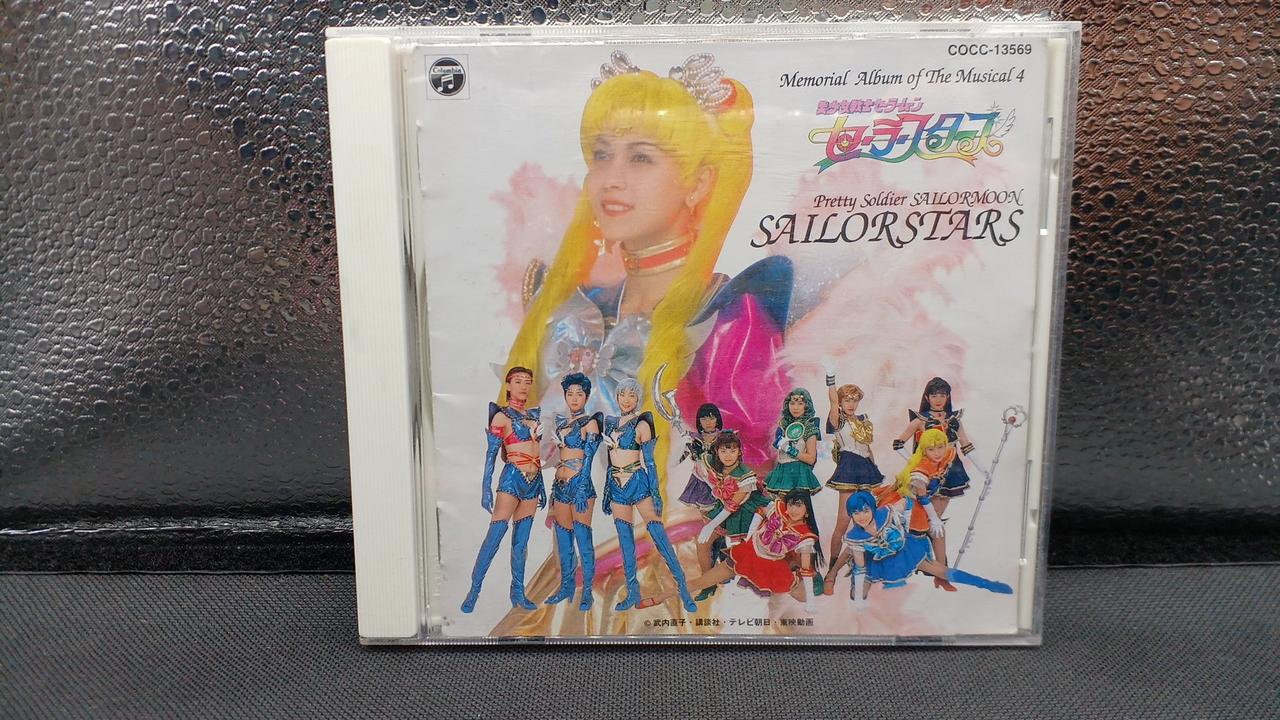 COCC-13569
Columbia
Memorial Album of The Musical 4
美少女戦士セーラームーン
セーラースターズ
Pretty Soldier SAILORMOON
SAILORSTARS
© 武内直子・講談社・テレビ朝日・東映動画